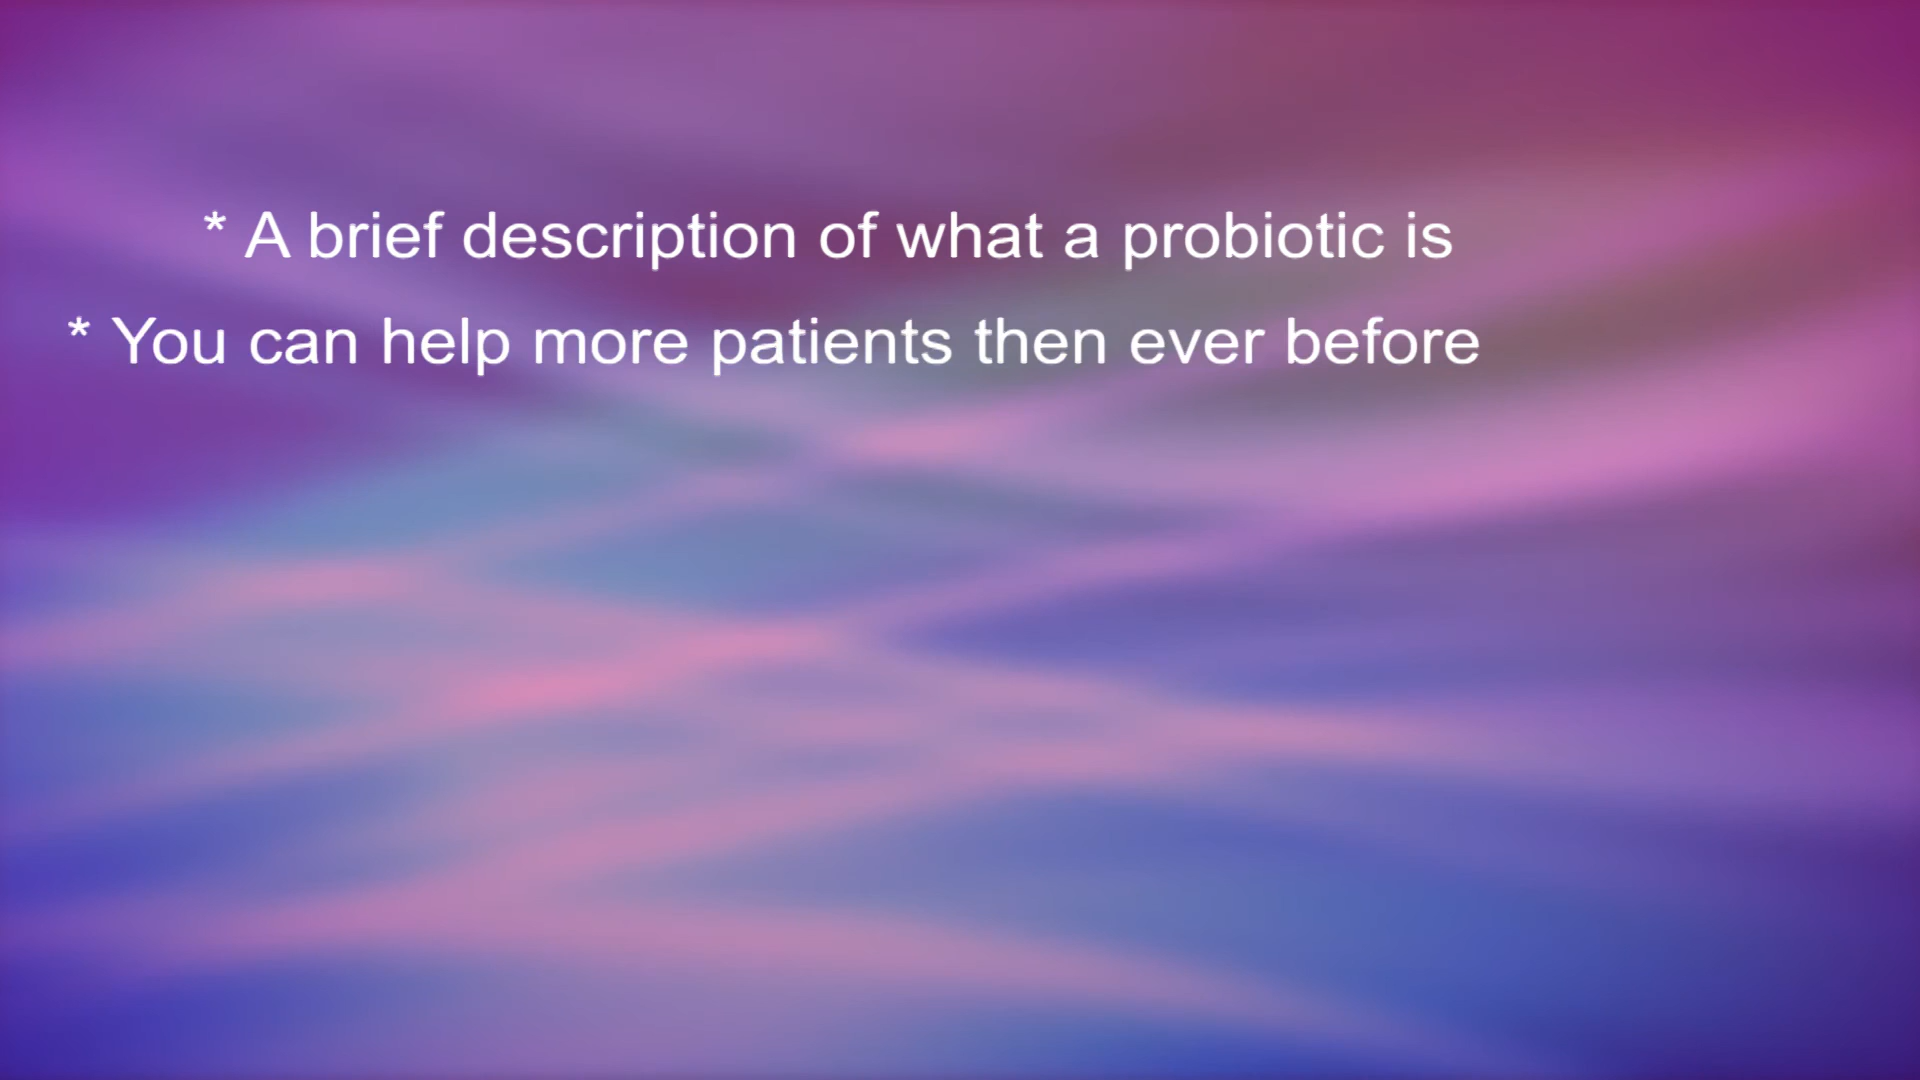 * A brief description of what a probiotic is
* You can help more patients then ever before